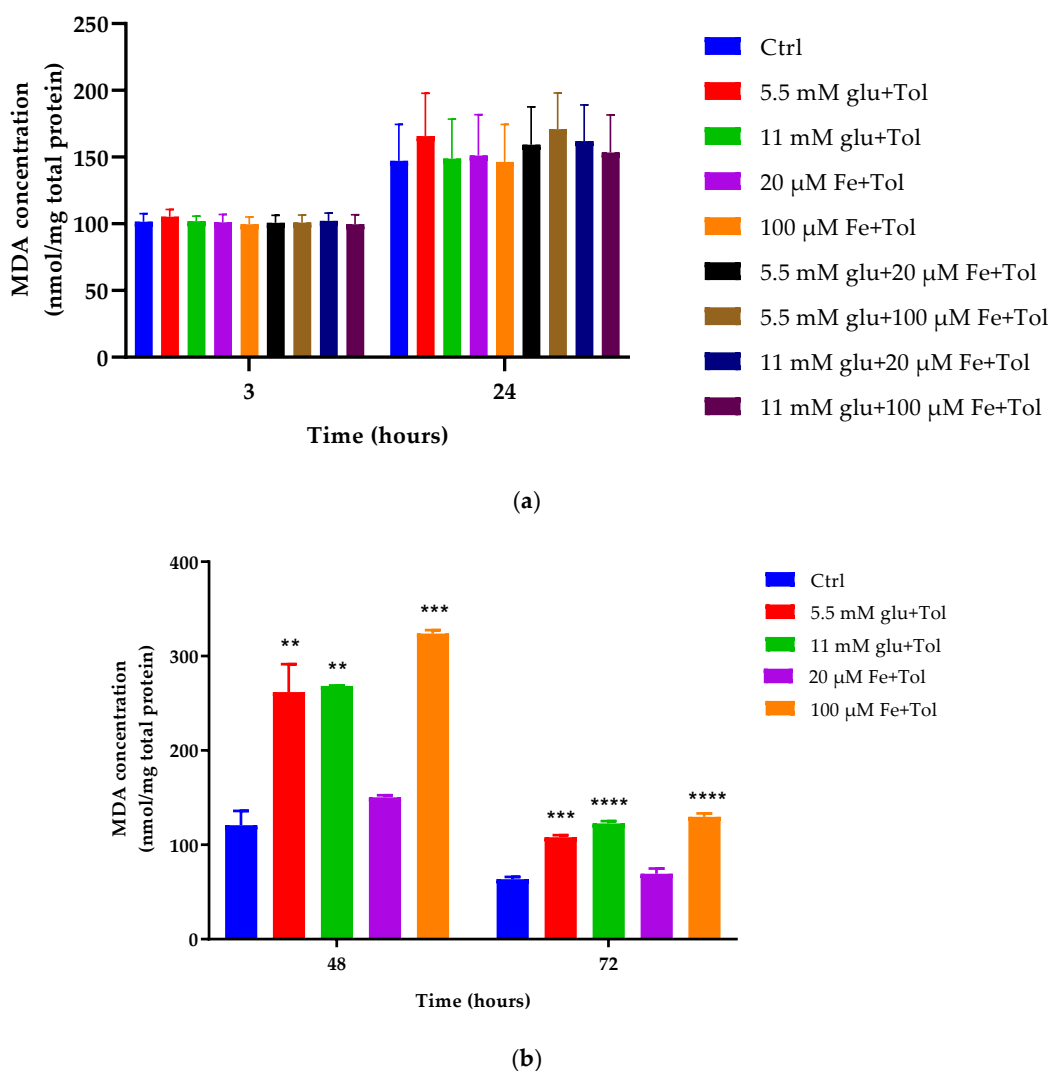 250
200
150
100
50
0
MDA concentration
(nmol/mg total protein)
3
24
Time (hours)
Ctrl
5.5 mM glu+Tol
11 mM glu+Tol
20 μM Fe+Tol
100 μM Fe+Tol
5.5 mM glu+20 μM Fe+Tol
5.5 mM glu+100 μM Fe+Tol
11 mM glu+20 μM Fe+Tol
11 mM glu+100 μM Fe+Tol
(a)
400
300
200
100
0
MDA concentration
(nmol/mg total protein)
**
**
***
***
****
****
48
72
Time (hours)
Ctrl
5.5 mM glu+Tol
11 mM glu+Tol
20 μM Fe+Tol
100 μM Fe+Tol
(b)